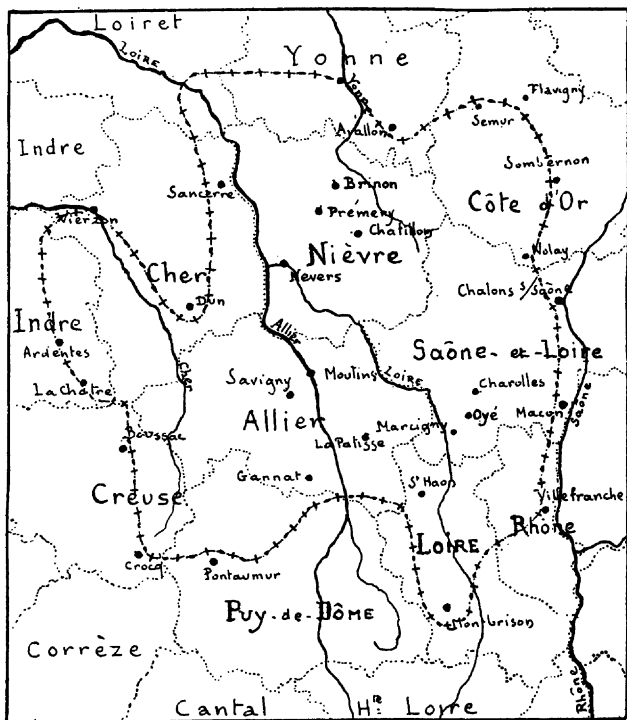 Loiret
LOIRE
Yonne
Yonne
Flavigny
Semur
Avallon
Indre
Sombernon
Sancerre
Brinon
Côte d'Or
Prémery
Chatillon
Vierzon
Nièvre
Nolay
Cher
Nevers
Chalons s/ Saône
Dun
Indre
Allier
Ardentes
Saône-et-Loire
Cher
Loire
La Chatre
Savigny
Moulins
Charolles
Macon
Saône
Allier
Oyé
Marcigny
Boussac
La Patisse
Gannat
St Haon
Creuse
Villefranche
Rhône
LOIRE
Crocq
Pontaumur
PUY-de-DÔME
Montbrison
Corrèze
Cantal
Hte Loire
Rhône